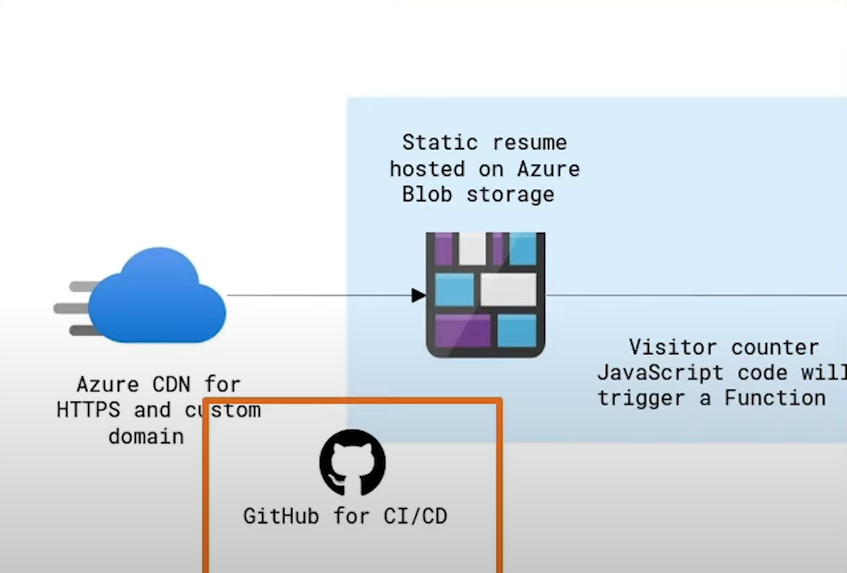 Static resume
hosted on Azure
Blob storage
Azure CDN for
HTTPS and custom
domain
Visitor counter
JavaScript code will
trigger a Function
GitHub for CI/CD